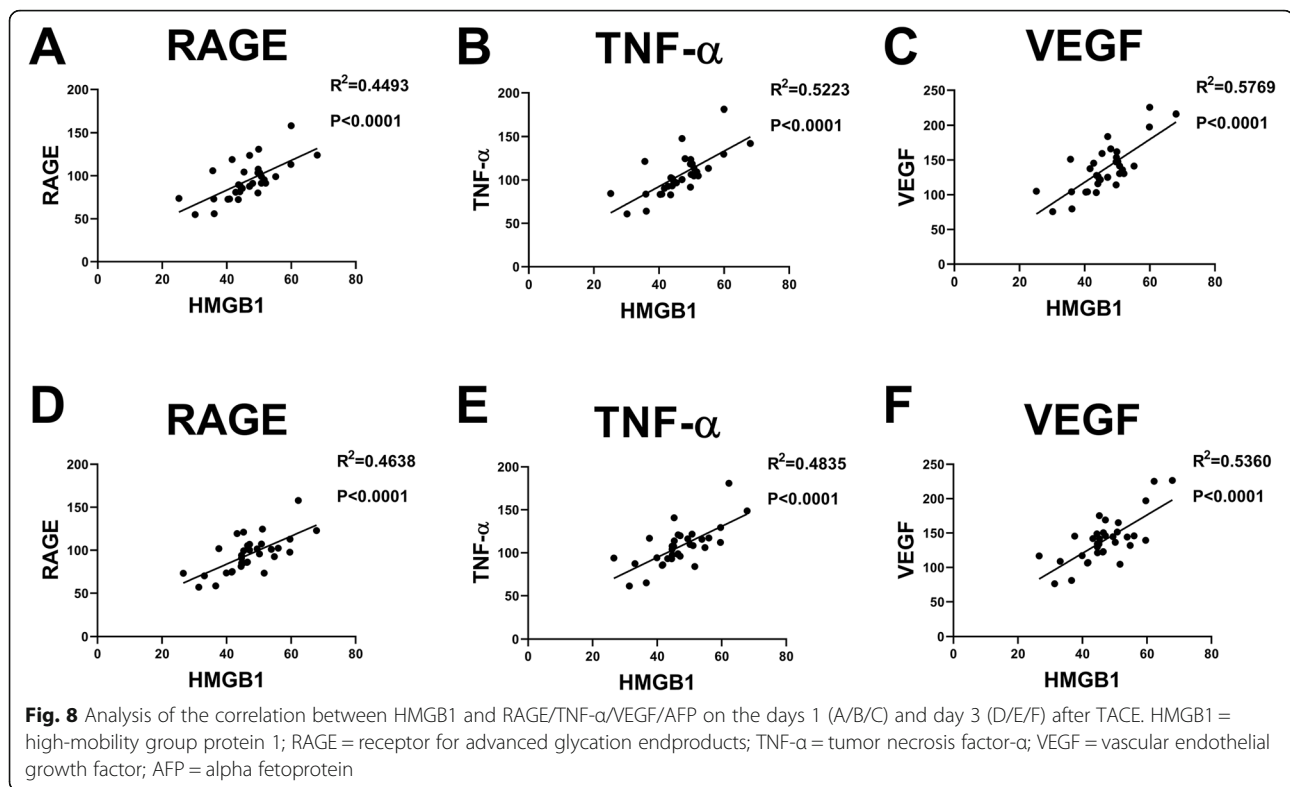 A RAGE
R²=0.4493
P<0.0001
RAGE
200
150
100
50
0
0 20 40 60 80
HMGB1
B TNF-α
R²=0.5223
P<0.0001
TNF-α
200
150
100
50
0
0 20 40 60 80
HMGB1
C VEGF
R²=0.5769
P<0.0001
VEGF
250
200
150
100
50
0
0 20 40 60 80
HMGB1
D RAGE
R²=0.4638
P<0.0001
RAGE
200
150
100
50
0
0 20 40 60 80
HMGB1
E TNF-α
R²=0.4835
P<0.0001
TNF-α
200
150
100
50
0
0 20 40 60 80
HMGB1
F VEGF
R²=0.5360
P<0.0001
VEGF
250
200
150
100
50
0
0 20 40 60 80
HMGB1
Fig. 8 Analysis of the correlation between HMGB1 and RAGE/TNF-α/VEGF/AFP on the days 1 (A/B/C) and day 3 (D/E/F) after TACE. HMGB1 =
high-mobility group protein 1; RAGE = receptor for advanced glycation endproducts; TNF-α = tumor necrosis factor-α; VEGF = vascular endothelial
growth factor; AFP = alpha fetoprotein